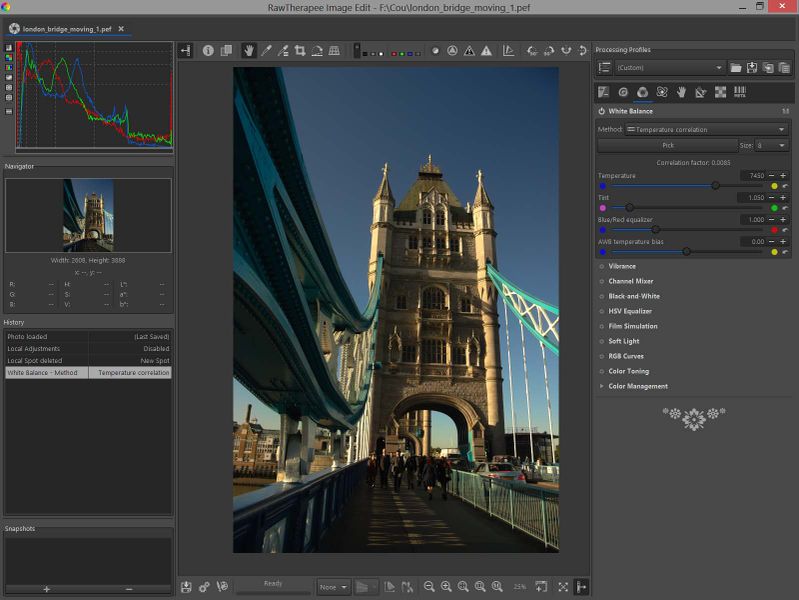 RawTherapee Image Edit - F:\Cou\london_bridge_moving_1.pef
london_bridge_moving_1.pef
Processing Profiles
(Custom)
White Balance
Method: Temperature correlation
Pick Size: 8
Correlation factor: 0.0085
Temperature 7450
Tint 1.050
Blue/Red equalizer 1.000
AWB temperature bias 0.00
Vibrance
Channel Mixer
Black-and-White
HSV Equalizer
Film Simulation
Soft Light
RGB Curves
Color Toning
Color Management
Navigator
Width: 2608, Height: 3888
x: --, y: --
R: -- H: -- L*: --
G: -- S: -- a*: --
B: -- V: -- b*: --
History
Photo loaded (Last Saved)
Local Adjustments Disabled
Local Spot deleted New Spot
White Balance - Method Temperature correlation
Snapshots
Ready
None
25%